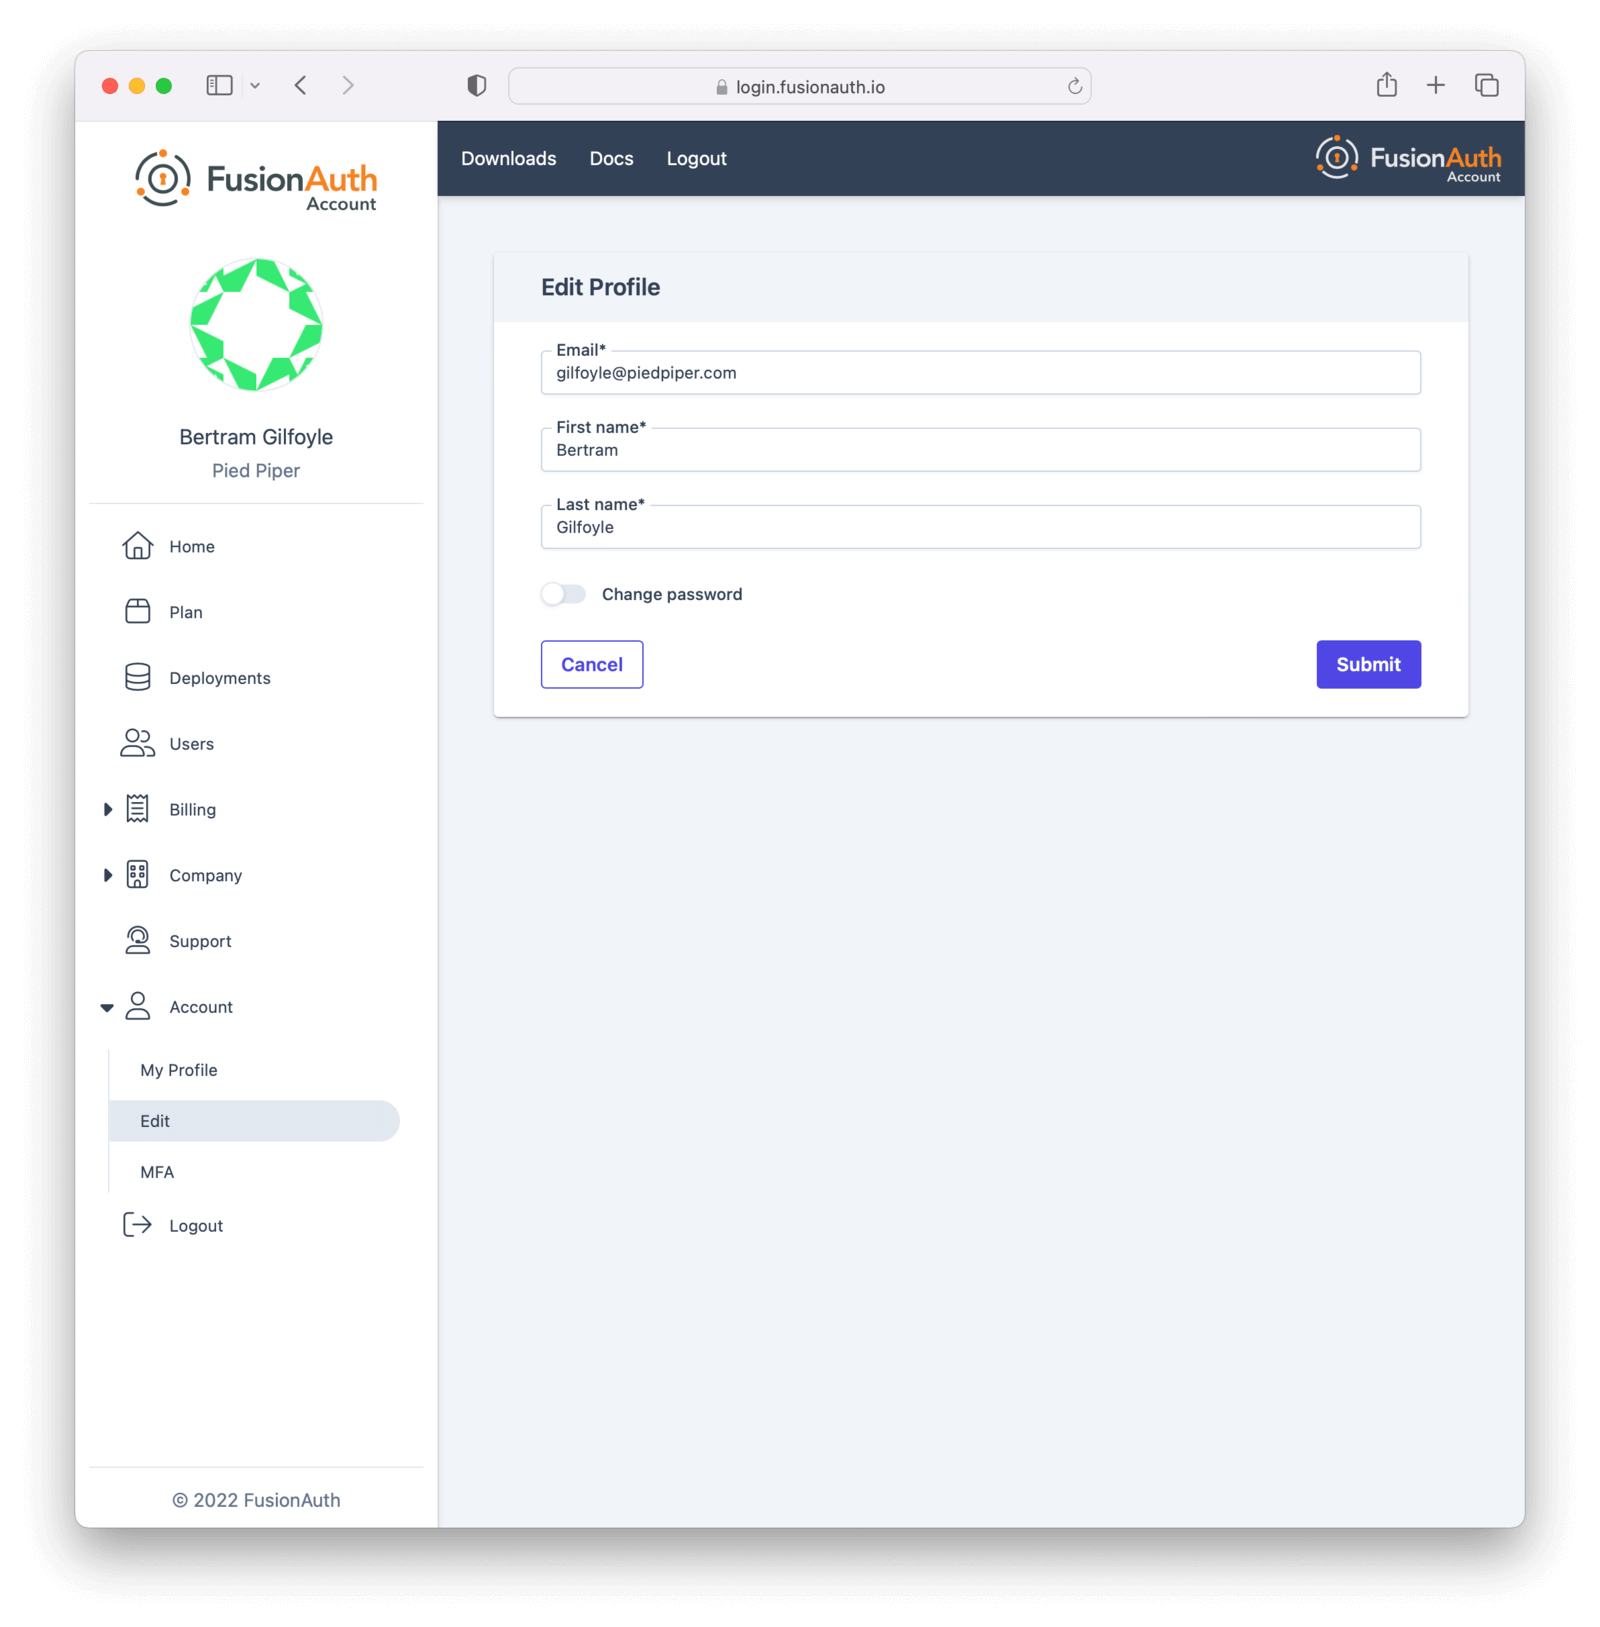 login.fusionauth.io
FusionAuth
Account
Bertram Gilfoyle
Pied Piper
Home
Plan
Deployments
Users
Billing
Company
Support
Account
My Profile
Edit
MFA
Logout
© 2022 FusionAuth
Downloads Docs Logout
FusionAuth
Account
Edit Profile
Email*
gilfoyle@piedpiper.com
First name*
Bertram
Last name*
Gilfoyle
Change password
Cancel Submit